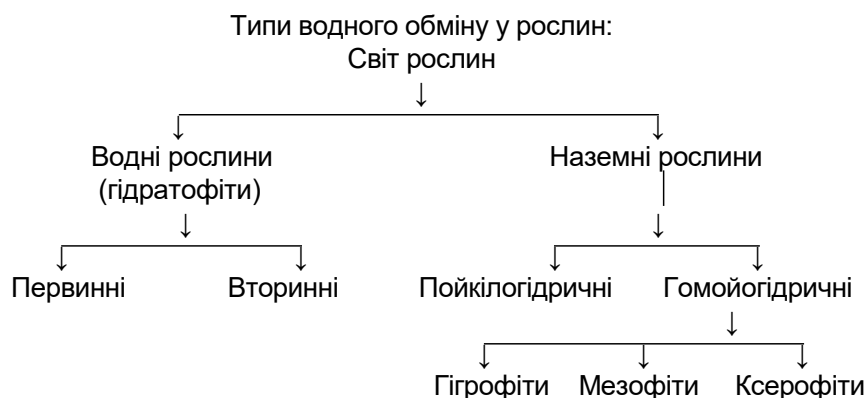 Типи водного обміну у рослин:
Світ рослин
Водні рослини Наземні рослини
(гідратофіти)
Первинні Вторинні Пойкілогідричні Гомойогідричні
Гігрофіти Мезофіти Ксерофіти